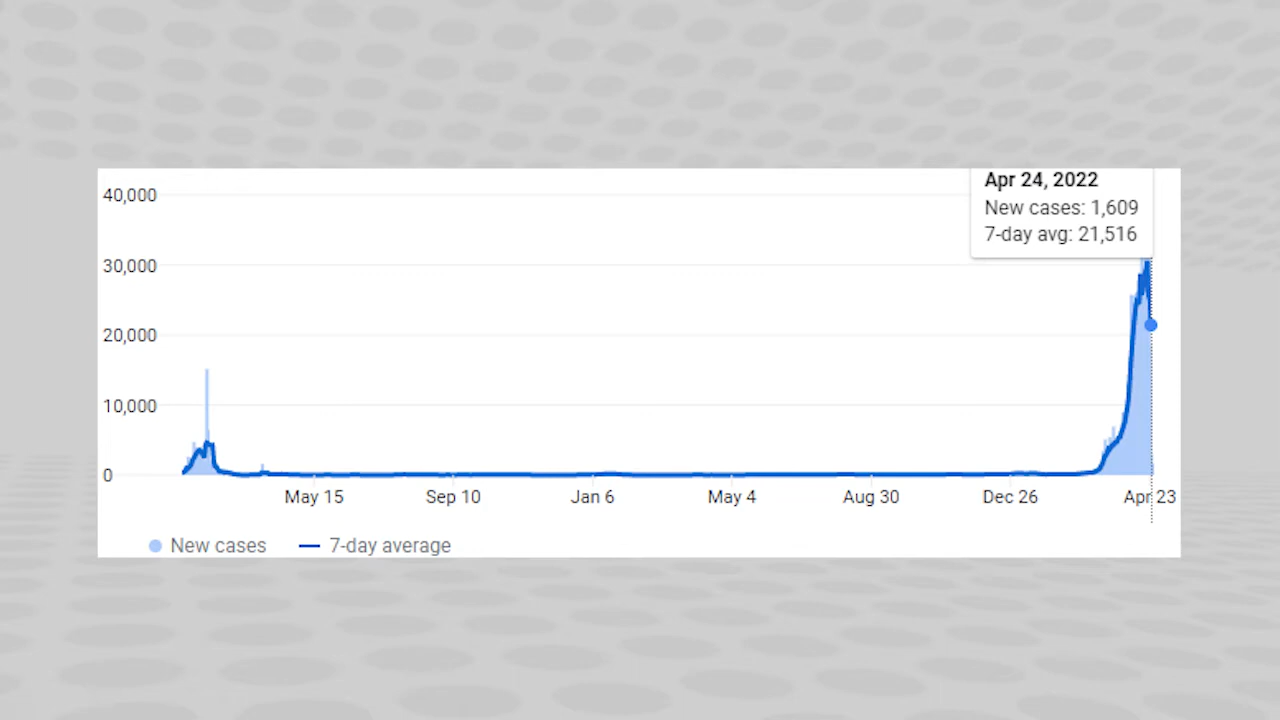 40,000
Apr 24, 2022
New cases: 1,609
7-day avg: 21,516
30,000
20,000
10,000
0
May 15 Sep 10 Jan 6 May 4 Aug 30 Dec 26 Apr 23
New cases 7-day average